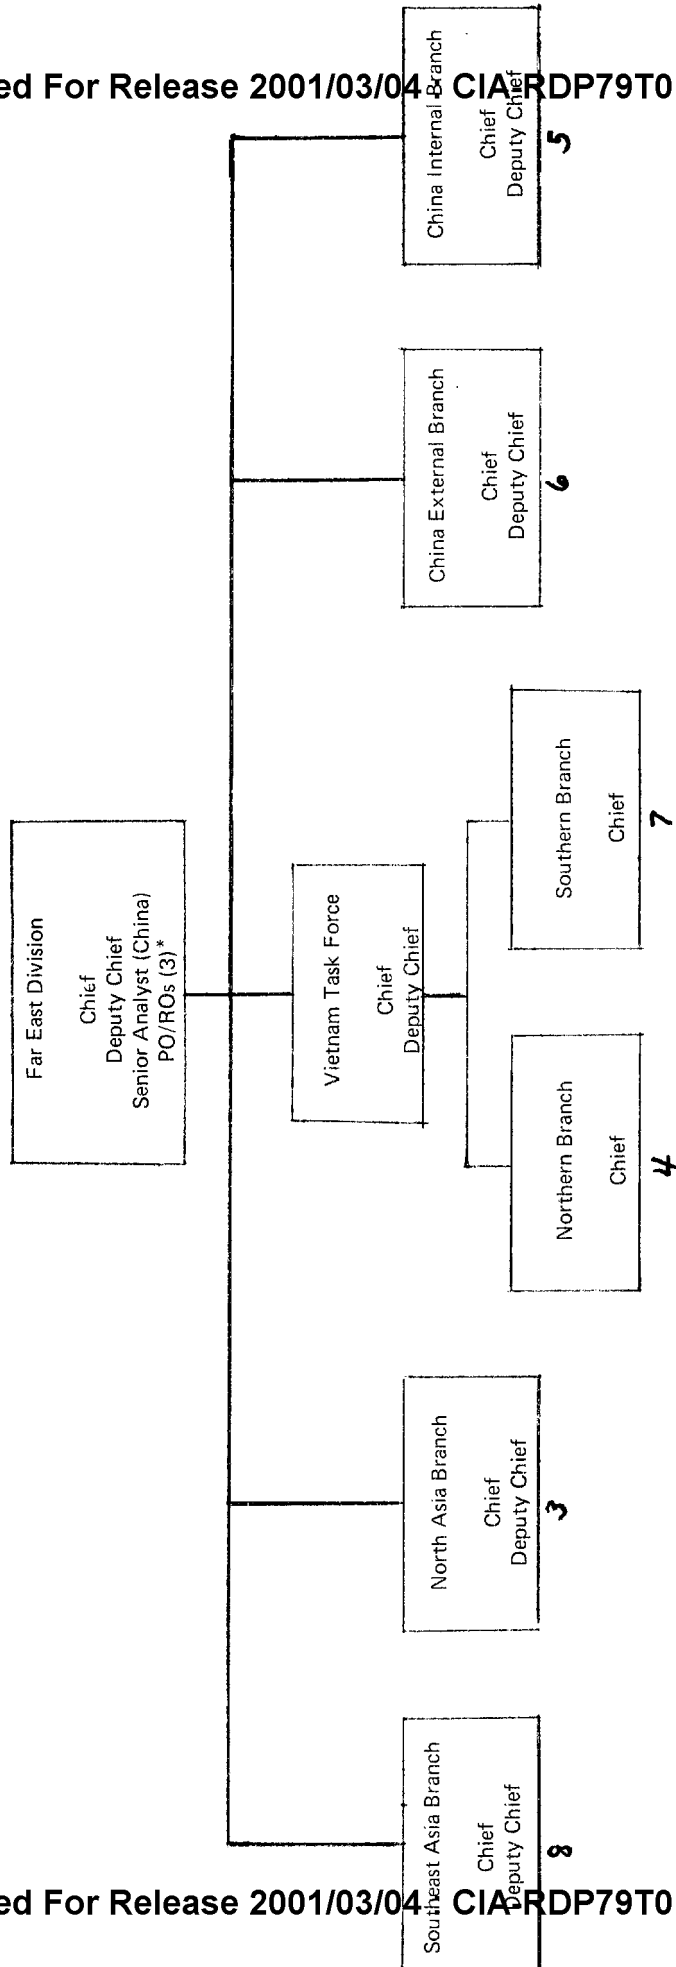 ed For Release 2001/03/04 : CIA-RDP79T0
Far East Division
Chief
Deputy Chief
Senior Analyst (China)
PO/ROs (3)*
Vietnam Task Force
Chief
Deputy Chief
Southeast Asia Branch
Chief
Deputy Chief
8
North Asia Branch
Chief
Deputy Chief
3
Northern Branch
Chief
4
Southern Branch
Chief
7
China External Branch
Chief
Deputy Chief
6
China Internal Branch
Chief
Deputy Chief
5
ed For Release 2001/03/04 : CIA-RDP79T0